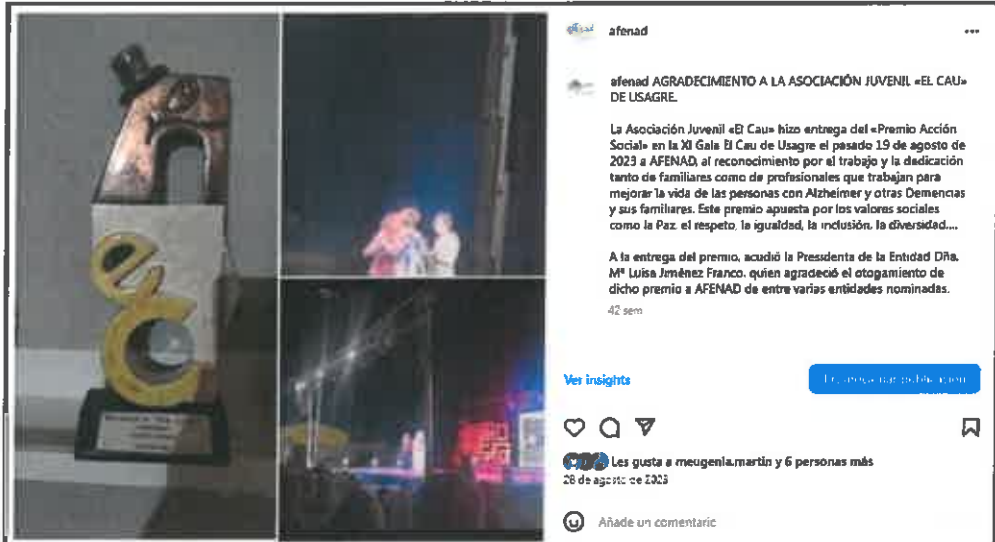 afenad
afenad AGRADECIMIENTO A LA ASOCIACIÓN JUVENIL «EL CAU»
DE USAGRE.
La Asociación Juvenil «El Cau» hizo entrega del «Premio Acción
Social» en la XI Gala El Cau de Usagre el pasado 19 de agosto de
2023 a AFENAD, al reconocimiento por el trabajo y la dedicación
tanto de familiares como de profesionales que trabajan para
mejorar la vida de las personas con Alzheimer y otras Demencias
y sus familiares. Este premio apuesta por los valores sociales
como la Paz, el respeto, la igualdad, la inclusión, la diversidad....
A la entrega del premio, acudió la Presidenta de la Entidad Dña.
Mª Luisa Jiménez Franco, quien agradeció el otogamiento de
dicho premio a AFENAD de entre varias entidades nominadas.
42 sem
Ver insights
Les gusta a meugenia.martin y 6 personas más
28 de agosto de 2023
Añade un comentario